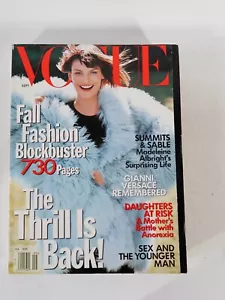 VOGUE
SEPT
Fall
Fashion
Blockbuster
730 Pages
The
Thrill Is
Back!
SUMMITS
& SABLE
Madeleine
Albright's
Surprising Life
GIANNI
VERSACE
REMEMBERED
DAUGHTERS
AT RISK
A Mother's
Battle with
Anorexia
SEX AND
THE YOUNGER
MAN